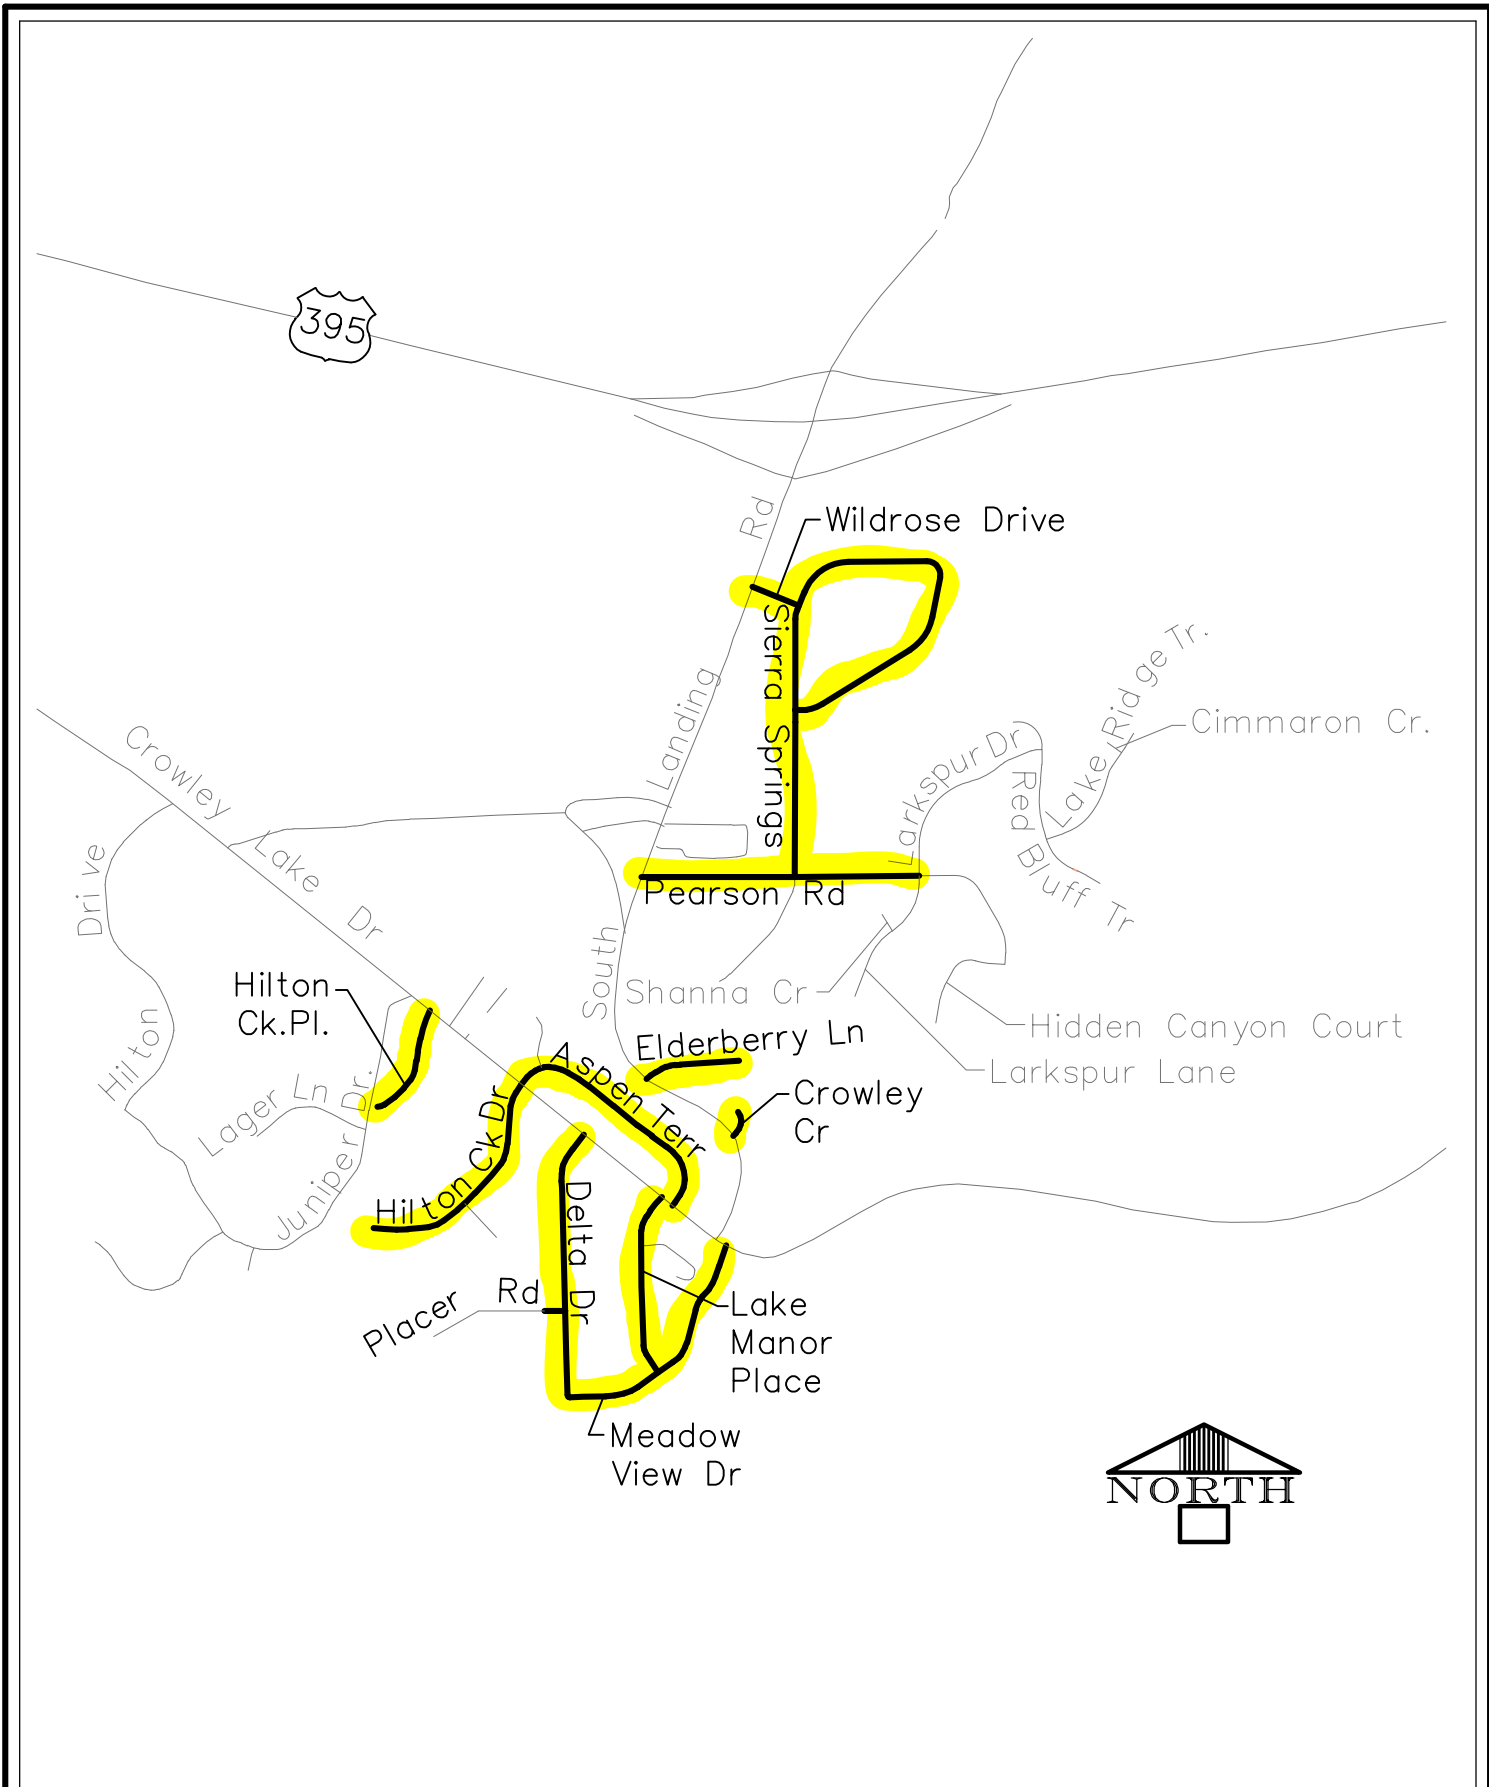 395
Wildrose Drive
South Landing Rd
Sierra Springs
Lake Ridge Tr.
Cimmaron Cr.
Larkspur Dr
Red Bluff Tr
Crowley Lake Dr
Hilton Drive
Pearson Rd
Hilton
Ck.Pl.
Shanna Cr
Hidden Canyon Court
Larkspur Lane
Elderberry Ln
Aspen Terr
Crowley
Cr
Lager Ln
Juniper Dr.
Hilton Ck Dr
Delta Dr
Placer Rd
Lake
Manor
Place
Meadow
View Dr
NORTH